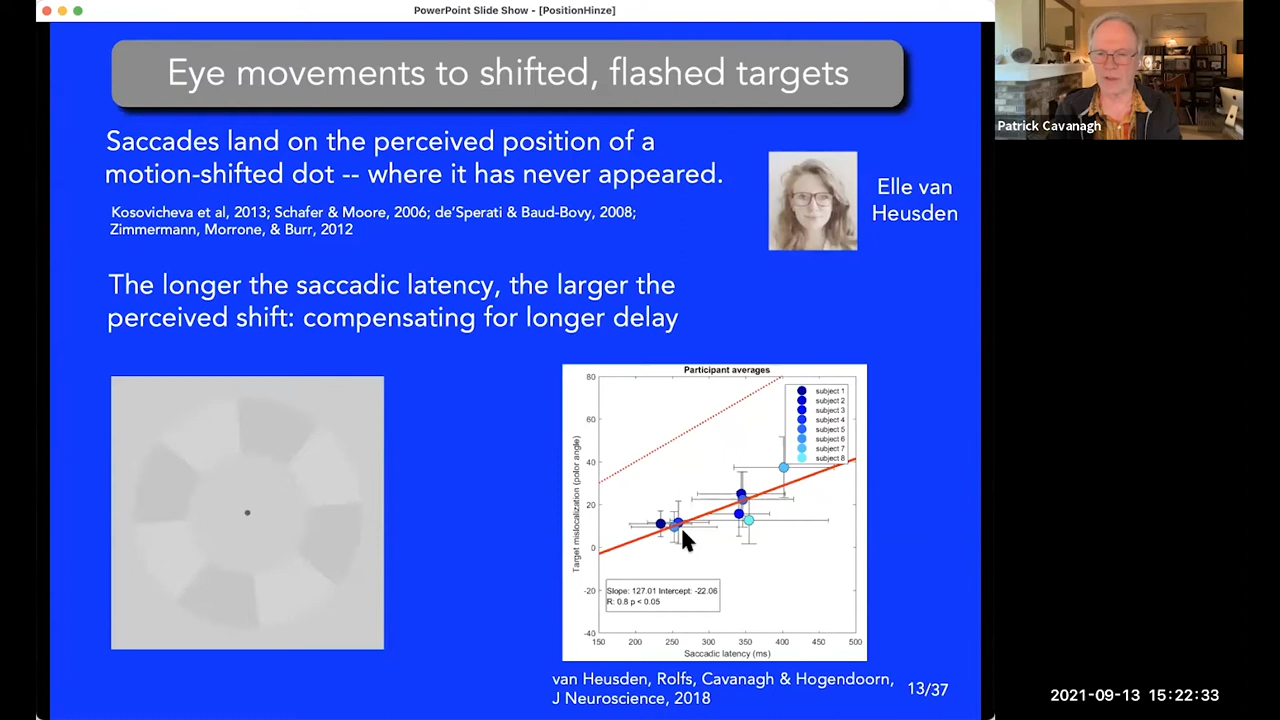 PowerPoint Slide Show - [PositionHinze]
Eye movements to shifted, flashed targets
Saccades land on the perceived position of a
motion-shifted dot -- where it has never appeared.
Kosovicheva et al, 2013; Schafer & Moore, 2006; de'Sperati & Baud-Bovy, 2008;
Zimmermann, Morrone, & Burr, 2012
Elle van
Heusden
The longer the saccadic latency, the larger the
perceived shift: compensating for longer delay
Participant averages
80
60
40
20
0
-20
-40
Target mislocalization (polar angle)
subject 1
subject 2
subject 3
subject 4
subject 5
subject 6
subject 7
subject 8
Slope: 127.01 Intercept: -22.06
R: 0.8 p < 0.05
150 200 250 300 350 400 450 500
Saccadic latency (ms)
van Heusden, Rolfs, Cavanagh & Hogendoorn,
J Neuroscience, 2018
13/37
Patrick Cavanagh
2021-09-13 15:22:33